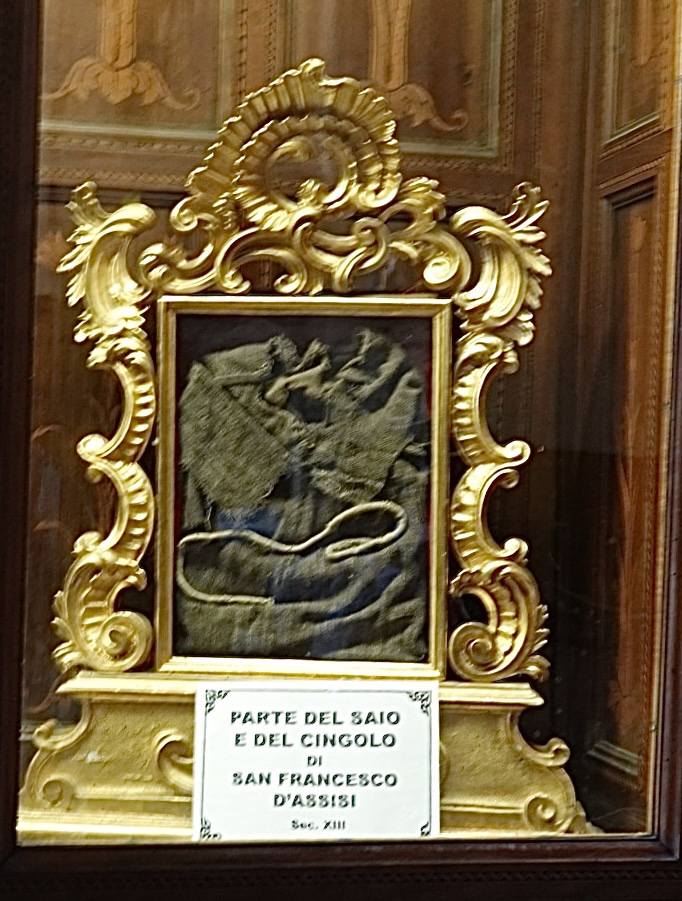 PARTE DEL SAIO
E DEL CINGOLO
DI
SAN FRANCESCO
D'ASSISI
Sec. XIII